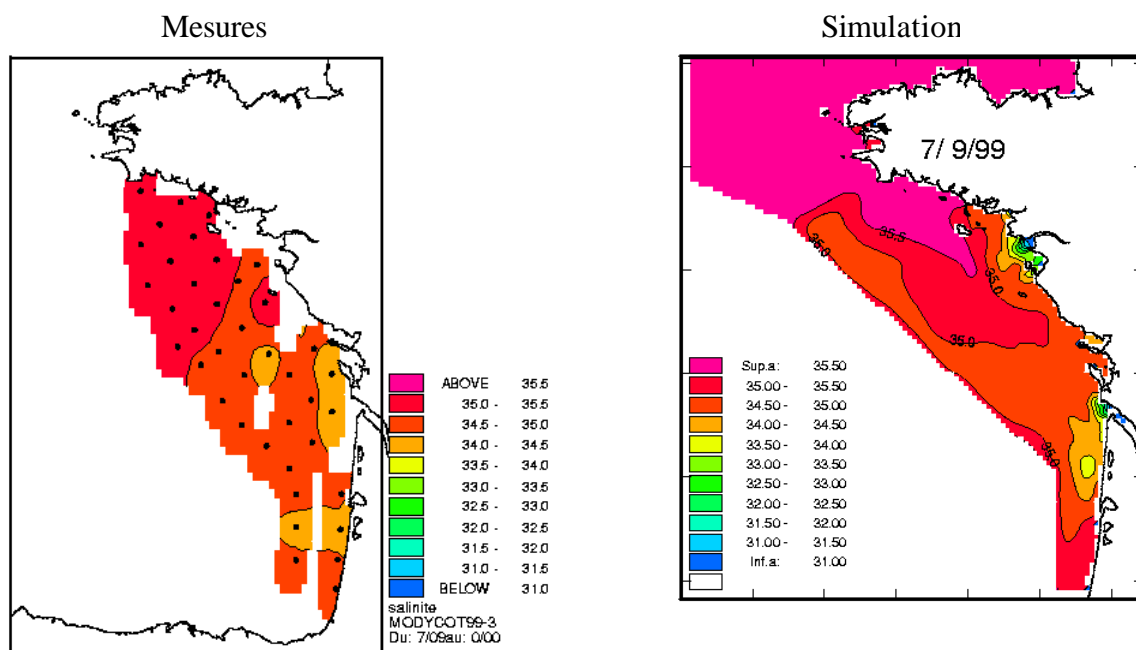 Mesures
ABOVE 35.5
35.0 - 35.5
34.5 - 35.0
34.0 - 34.5
33.5 - 34.0
33.0 - 33.5
32.5 - 33.0
32.0 - 32.5
31.5 - 32.0
31.0 - 31.5
BELOW 31.0
salinite
MODYCOT99-3
Du: 7/09au: 0/00
Simulation
7/ 9/99
35.5
35.0
35.0
35.0
35.0
Sup.a: 35.50
35.00 - 35.50
34.50 - 35.00
34.00 - 34.50
33.50 - 34.00
33.00 - 33.50
32.50 - 33.00
32.00 - 32.50
31.50 - 32.00
31.00 - 31.50
Inf.a: 31.00